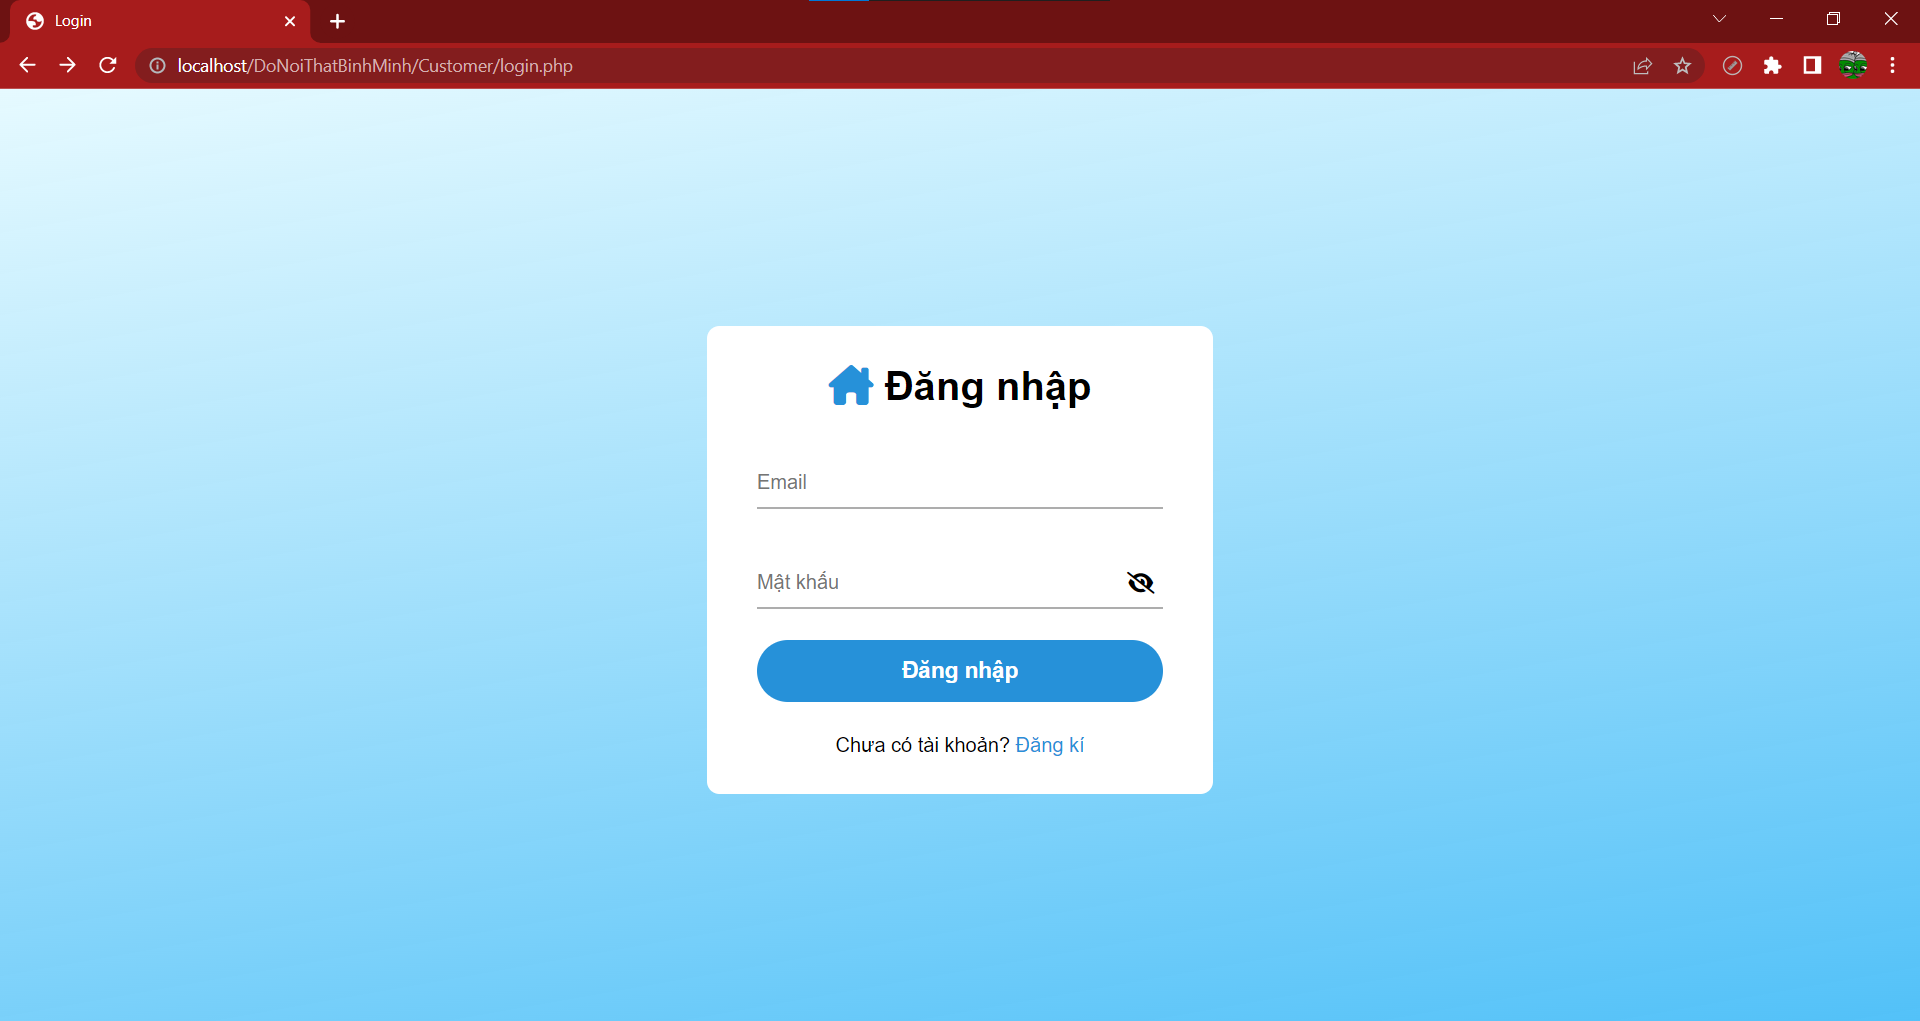 Login
localhost/DoNoiThatBinhMinh/Customer/login.php
Đăng nhập
Email
Mật khẩu
Đăng nhập
Chưa có tài khoản? Đăng kí